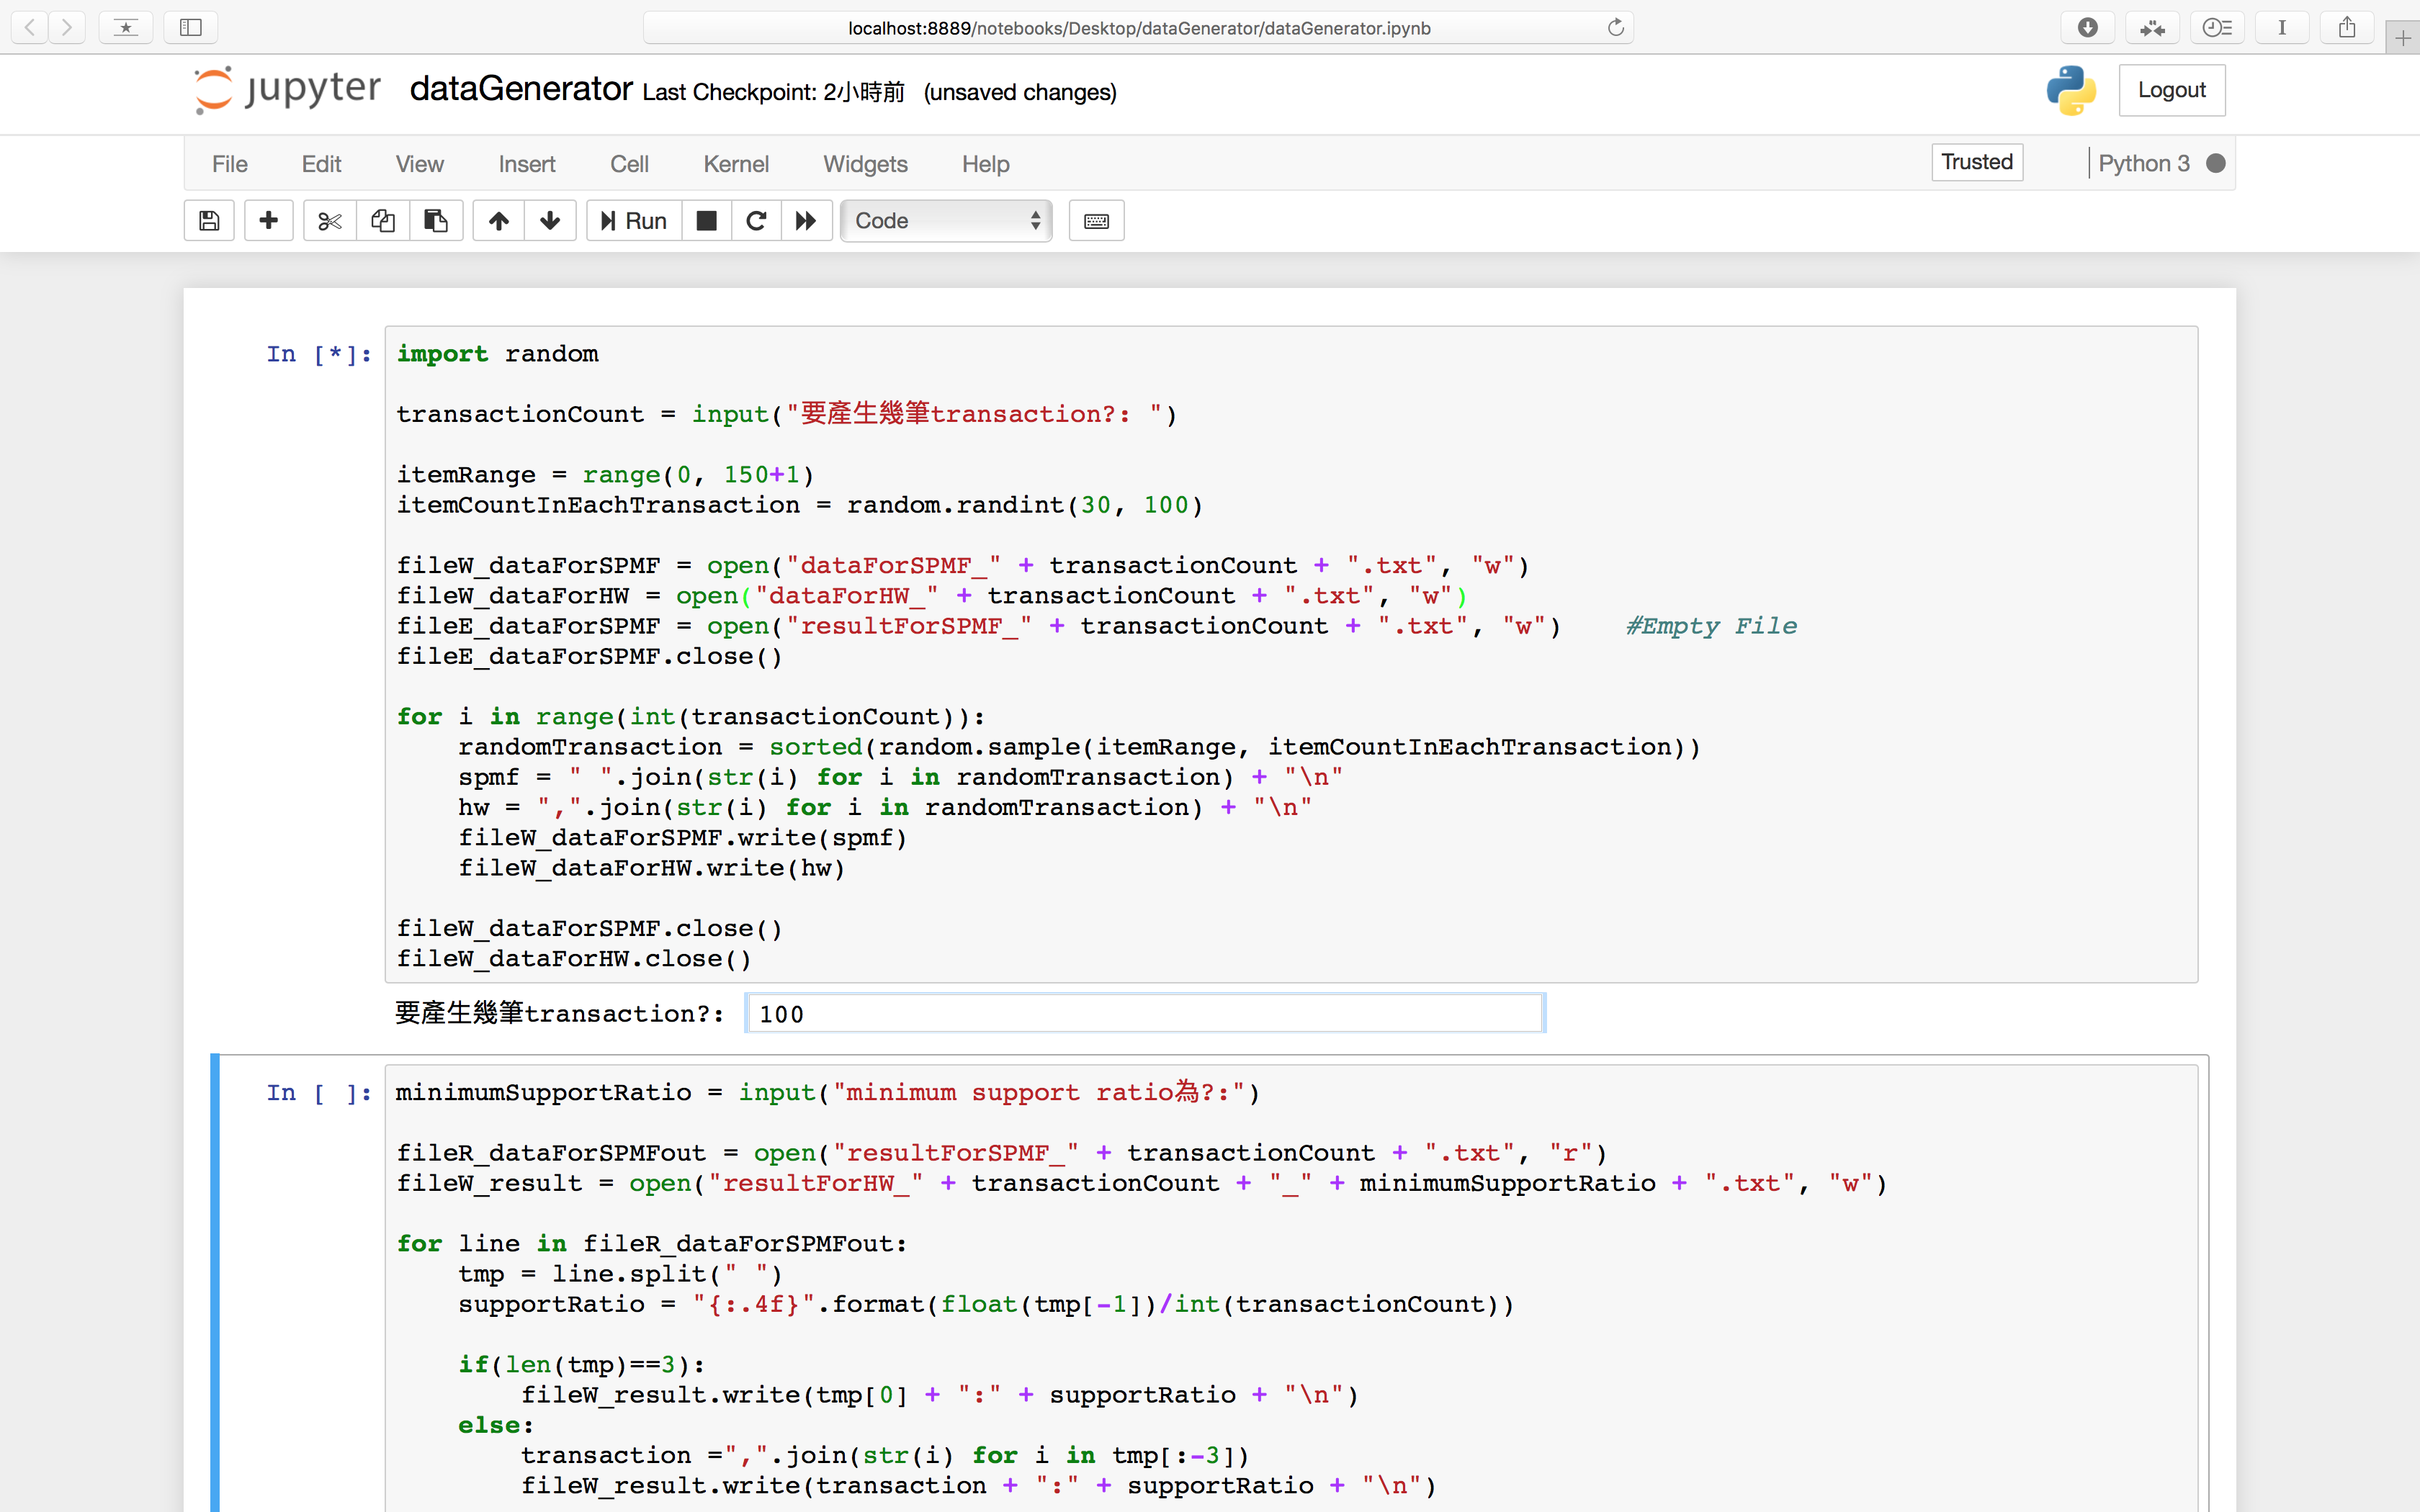 localhost:8889/notebooks/Desktop/dataGenerator/dataGenerator.ipynb
jupyter dataGenerator Last Checkpoint: 2小時前 (unsaved changes)
Logout
File Edit View Insert Cell Kernel Widgets Help
Trusted
Python 3
Run
Code
In [*]:
import random

transactionCount = input("要產生幾筆transaction?: ")

itemRange = range(0, 150+1)
itemCountInEachTransaction = random.randint(30, 100)

fileW_dataForSPMF = open("dataForSPMF_" + transactionCount + ".txt", "w")
fileW_dataForHW = open("dataForHW_" + transactionCount + ".txt", "w")
fileE_dataForSPMF = open("resultForSPMF_" + transactionCount + ".txt", "w")    #Empty File
fileE_dataForSPMF.close()

for i in range(int(transactionCount)):
    randomTransaction = sorted(random.sample(itemRange, itemCountInEachTransaction))
    spmf = " ".join(str(i) for i in randomTransaction) + "\n"
    hw = ",".join(str(i) for i in randomTransaction) + "\n"
    fileW_dataForSPMF.write(spmf)
    fileW_dataForHW.write(hw)

fileW_dataForSPMF.close()
fileW_dataForHW.close()
要產生幾筆transaction?: 100
In [ ]:
minimumSupportRatio = input("minimum support ratio為?:")

fileR_dataForSPMFout = open("resultForSPMF_" + transactionCount + ".txt", "r")
fileW_result = open("resultForHW_" + transactionCount + "_" + minimumSupportRatio + ".txt", "w")

for line in fileR_dataForSPMFout:
    tmp = line.split(" ")
    supportRatio = "{:.4f}".format(float(tmp[-1])/int(transactionCount))

    if(len(tmp)==3):
        fileW_result.write(tmp[0] + ":" + supportRatio + "\n")
    else:
        transaction =",".join(str(i) for i in tmp[:-3])
        fileW_result.write(transaction + ":" + supportRatio + "\n")